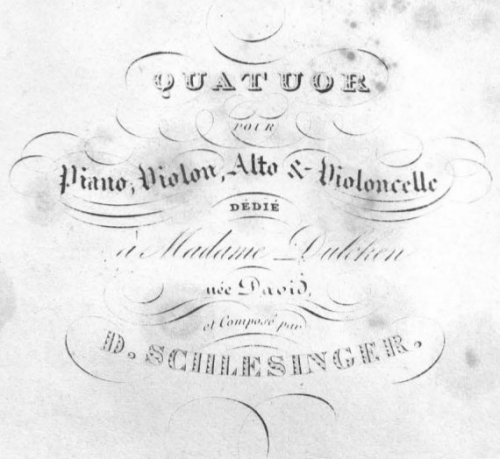 QUATUOR
POUR
Piano, Violon, Alto & Violoncelle
DÉDIÉ
à Madame Dulcken
née David,
et Composé par
D. SCHLESINGER.